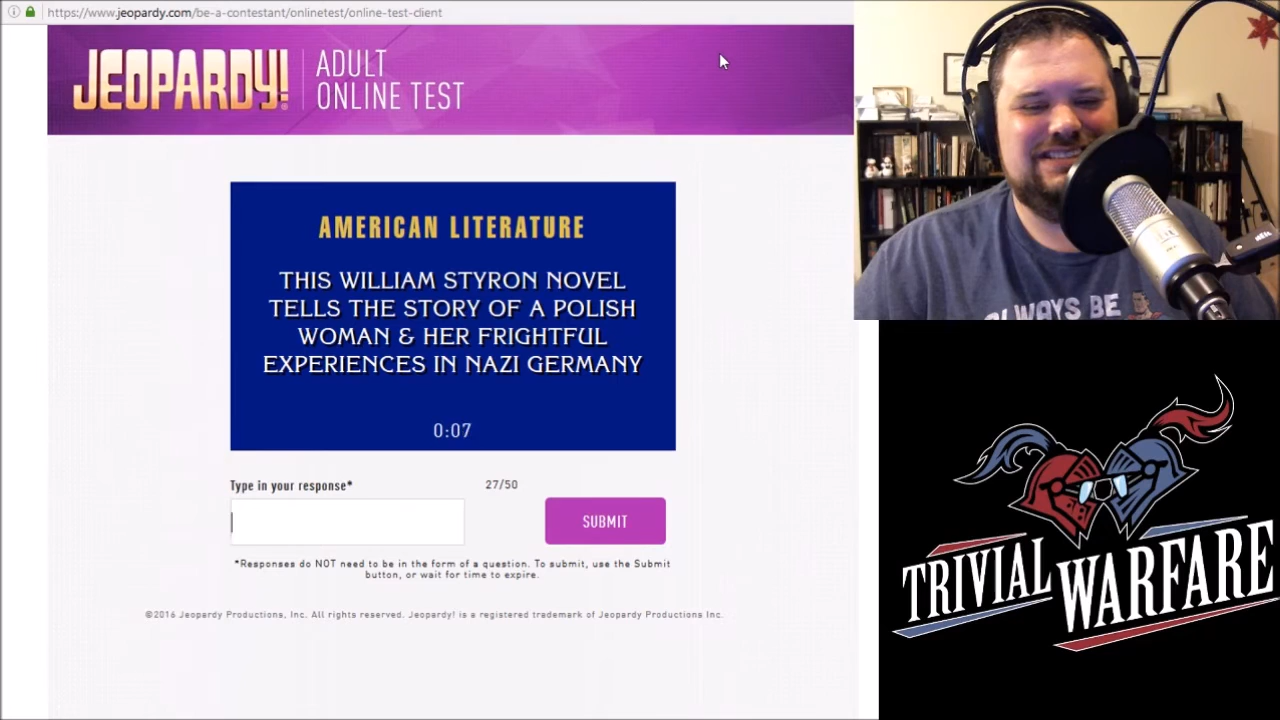 https://www.jeopardy.com/be-a-contestant/onlinetest/online-test-client
JEOPARDY!
ADULT
ONLINE TEST
AMERICAN LITERATURE
THIS WILLIAM STYRON NOVEL
TELLS THE STORY OF A POLISH
WOMAN & HER FRIGHTFUL
EXPERIENCES IN NAZI GERMANY
0:07
Type in your response*
27/50
SUBMIT
*Responses do NOT need to be in the form of a question. To submit, use the Submit
button, or wait for time to expire.
©2016 Jeopardy Productions, Inc. All rights reserved. Jeopardy! is a registered trademark of Jeopardy Productions Inc.
ALWAYS BE
TRIVIAL
WARFARE